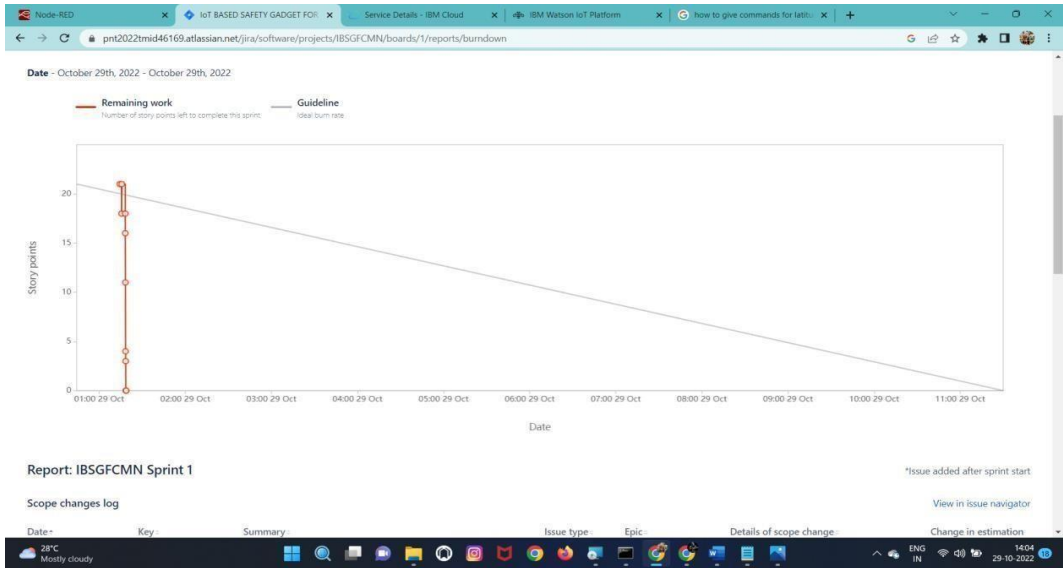 Node-RED
IoT BASED SAFETY GADGET FOR
Service Details - IBM Cloud
IBM Watson IoT Platform
how to give commands for latitu
pnt2022tmid46169.atlassian.net/jira/software/projects/IBSGFCMN/boards/1/reports/burndown
Date - October 29th, 2022 - October 29th, 2022
Remaining work
Number of story points left to complete this sprint
Guideline
Ideal burn rate
Story points
20
15
10
5
0
01:00 29 Oct 02:00 29 Oct 03:00 29 Oct 04:00 29 Oct 05:00 29 Oct 06:00 29 Oct 07:00 29 Oct 08:00 29 Oct 09:00 29 Oct 10:00 29 Oct 11:00 29 Oct
Date
Report: IBSGFCMN Sprint 1
*Issue added after sprint start
Scope changes log
View in issue navigator
Date Key Summary Issue type Epic Details of scope change Change in estimation
28°C
Mostly cloudy
ENG
IN
14:04
29-10-2022
18